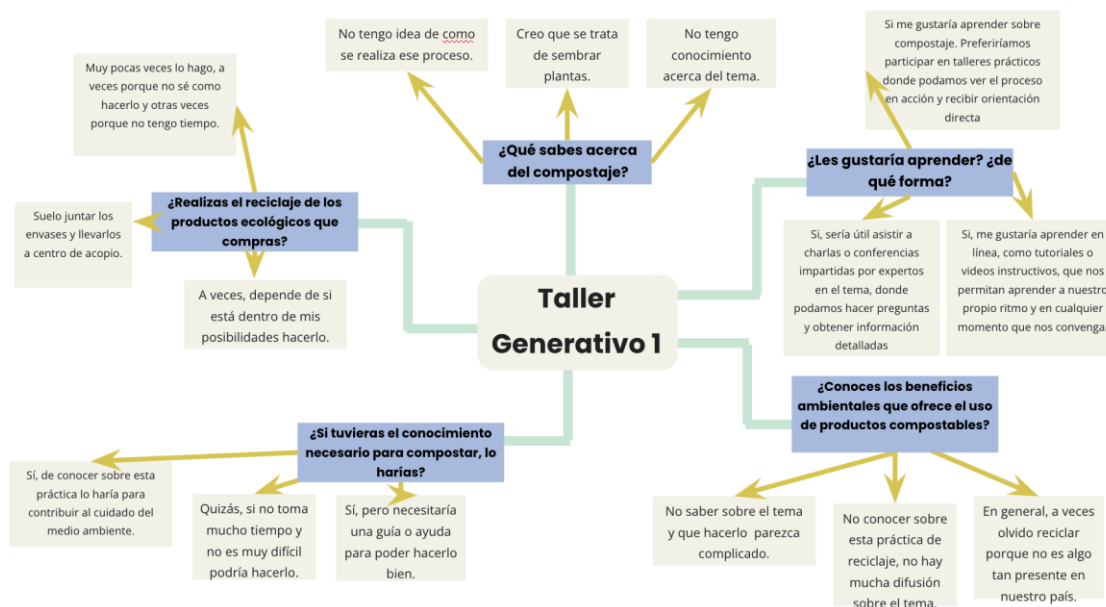 No tengo idea de como
se realiza ese proceso.
Creo que se trata
de sembrar
plantas.
No tengo
conocimiento
acerca del tema.
¿Qué sabes acerca
del compostaje?
Si me gustaría aprender sobre
compostaje. Preferiríamos
participar en talleres prácticos
donde podamos ver el proceso
en acción y recibir orientación
directa
¿Les gustaría aprender? ¿de
qué forma?
Si, sería útil asistir a
charlas o conferencias
impartidas por expertos
en el tema, donde
podamos hacer preguntas
y obtener información
detalladas
Si, me gustaría aprender en
línea, como tutoriales o
videos instructivos, que nos
permitan aprender a nuestro
propio ritmo y en cualquier
momento que nos convenga.
Muy pocas veces lo hago, a
veces porque no sé como
hacerlo y otras veces
porque no tengo tiempo.
¿Realizas el reciclaje de los
productos ecológicos que
compras?
Suelo juntar los
envases y llevarlos
a centro de acopio.
A veces, depende de si
está dentro de mis
posibilidades hacerlo.
Taller
Generativo 1
¿Si tuvieras el conocimiento
necesario para compostar, lo
harías?
Sí, de conocer sobre esta
práctica lo haría para
contribuir al cuidado del
medio ambiente.
Quizás, si no toma
mucho tiempo y
no es muy difícil
podría hacerlo.
Sí, pero necesitaría
una guía o ayuda
para poder hacerlo
bien.
¿Conoces los beneficios
ambientales que ofrece el uso
de productos compostables?
No saber sobre el tema
y que hacerlo parezca
complicado.
No conocer sobre
esta práctica de
reciclaje, no hay
mucha difusión
sobre el tema.
En general, a veces
olvido reciclar
porque no es algo
tan presente en
nuestro país.